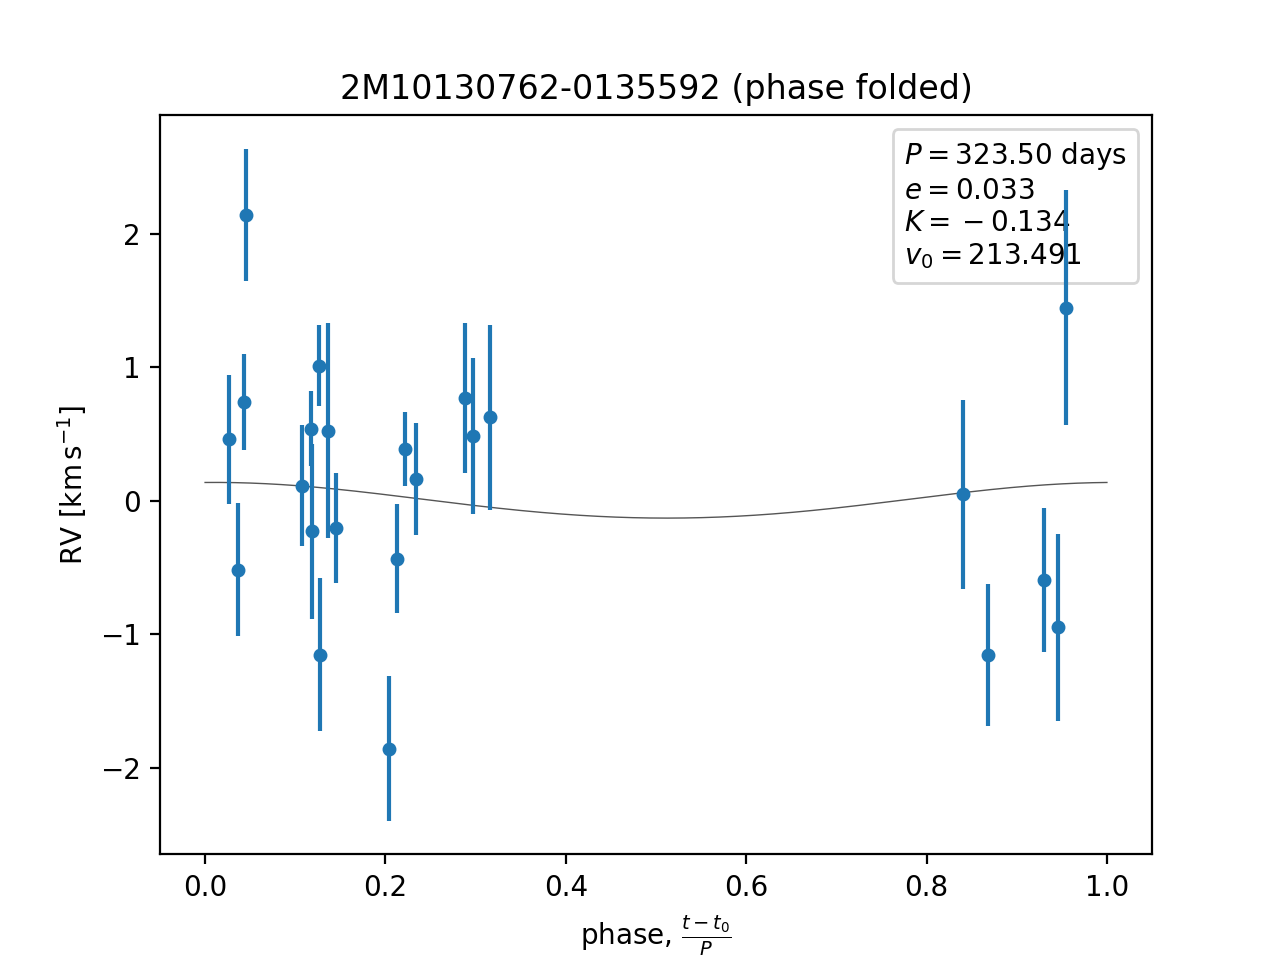 2M10130762-0135592 (phase folded)
P = 323.50 days
e = 0.033
K = −0.134
v₀ = 213.491
RV [km s⁻¹]
2
1
0
−1
−2
0.0 0.2 0.4 0.6 0.8 1.0
phase, (t − t₀)/P